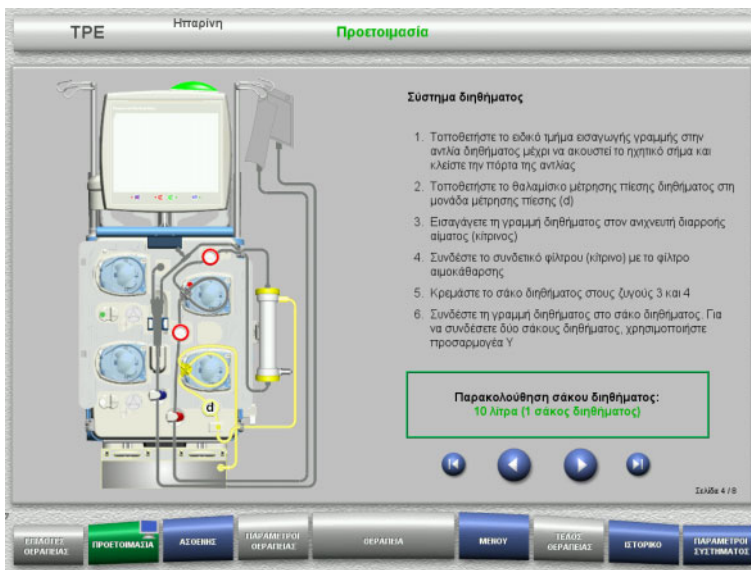 TPE
Ηπαρίνη
Προετοιμασία
Σύστημα διηθήματος
1. Τοποθετήστε το ειδικό τμήμα εισαγωγής γραμμής στην
αντλία διηθήματος μέχρι να ακουστεί το ηχητικό σήμα και
κλείστε την πόρτα της αντλίας
2. Τοποθετήστε το θαλαμίσκο μέτρησης πίεσης διηθήματος στη
μονάδα μέτρησης πίεσης (d)
3. Εισαγάγετε τη γραμμή διηθήματος στον ανιχνευτή διαρροής
αίματος (κίτρινος)
4. Συνδέστε το συνδετικό φίλτρου (κίτρινο) με το φίλτρο
αιμοκάθαρσης
5. Κρεμάστε το σάκο διηθήματος στους ζυγούς 3 και 4
6. Συνδέστε τη γραμμή διηθήματος στο σάκο διηθήματος. Για
να συνδέσετε δύο σάκους διηθήματος, χρησιμοποιήστε
προσαρμογέα Y
d
Παρακολούθηση σάκου διηθήματος:
10 λίτρα (1 σάκος διηθήματος)
Σελίδα 4 / 8
ΕΠΙΛΟΓΕΣ ΘΕΡΑΠΕΙΑΣ
ΠΡΟΕΤΟΙΜΑΣΙΑ
ΑΣΘΕΝΗΣ
ΠΑΡΑΜΕΤΡΟΙ ΘΕΡΑΠΕΙΑΣ
ΘΕΡΑΠΕΙΑ
ΜΕΝΟΥ
ΤΕΛΟΣ ΘΕΡΑΠΕΙΑΣ
ΙΣΤΟΡΙΚΟ
ΠΑΡΑΜΕΤΡΟΙ ΣΥΣΤΗΜΑΤΟΣ